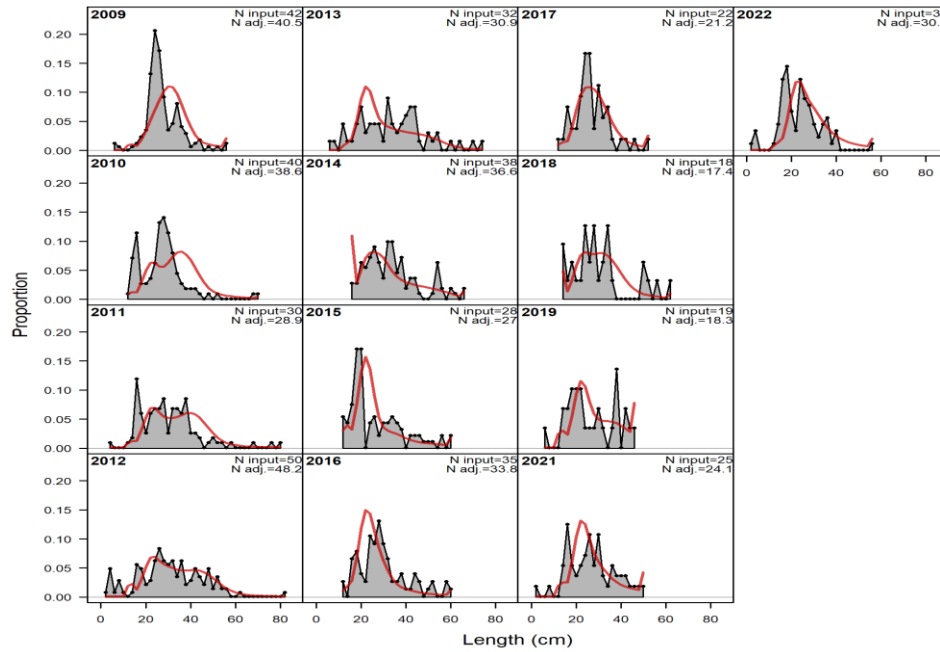 2009 N input=42 2013 N input=32 2017 N input=22 2022 N input=3
N adj.=40.5 N adj.=30.9 N adj.=21.2 N adj.=30.
0.20
0.15
0.10
0.05
0.00
2010 N input=40 2014 N input=38 2018 N input=18
N adj.=38.6 N adj.=36.6 N adj.=17.4
0.20
0.15
0.10
0.05
0.00
Proportion
2011 N input=30 2015 N input=28 2019 N input=19
N adj.=28.9 N adj.=27 N adj.=18.3
0.20
0.15
0.10
0.05
0.00
2012 N input=50 2016 N input=35 2021 N input=25
N adj.=48.2 N adj.=33.8 N adj.=24.1
0.20
0.15
0.10
0.05
0.00
0 20 40 60 80 0 20 40 60 80 0 20 40 60 80 0 20 40 60 80
Length (cm)